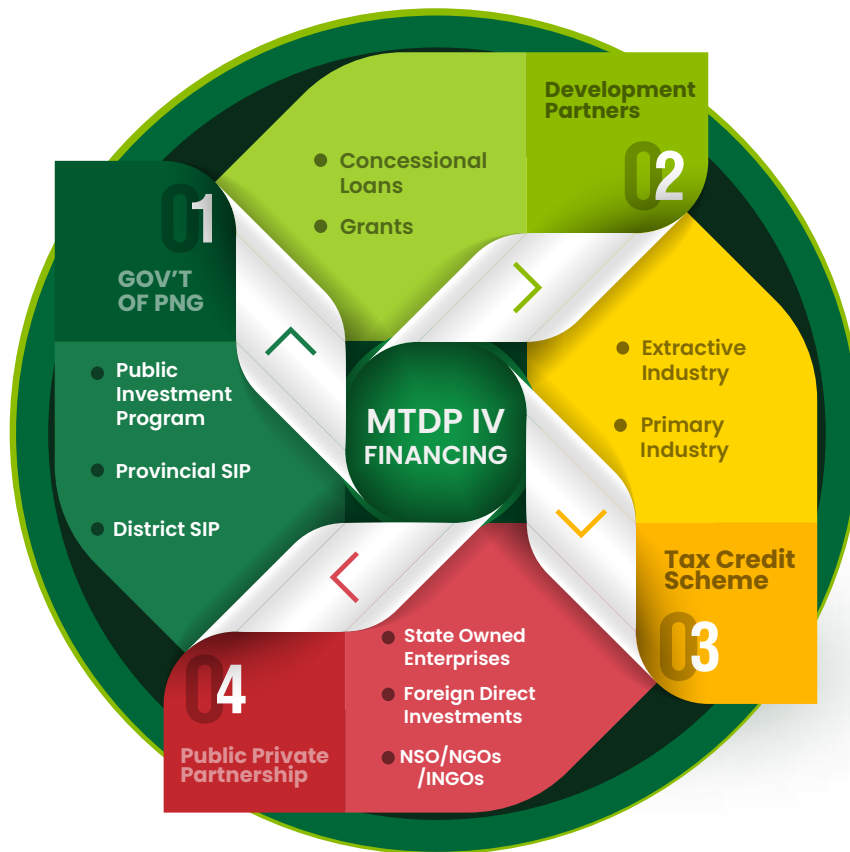 01
GOV'T
OF PNG
Public
Investment
Program
Provincial SIP
District SIP
Development
Partners
02
Concessional
Loans
Grants
MTDP IV
FINANCING
Extractive
Industry
Primary
Industry
Tax Credit
Scheme
03
04
Public Private
Partnership
State Owned
Enterprises
Foreign Direct
Investments
NSO/NGOs
/INGOs